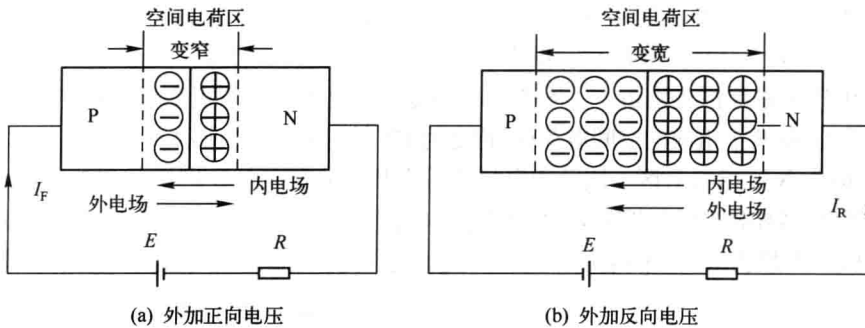 空间电荷区
变窄
P
N
内电场
外电场
I_F
E
R
(a) 外加正向电压
空间电荷区
变宽
P
N
内电场
外电场
I_R
E
R
(b) 外加反向电压